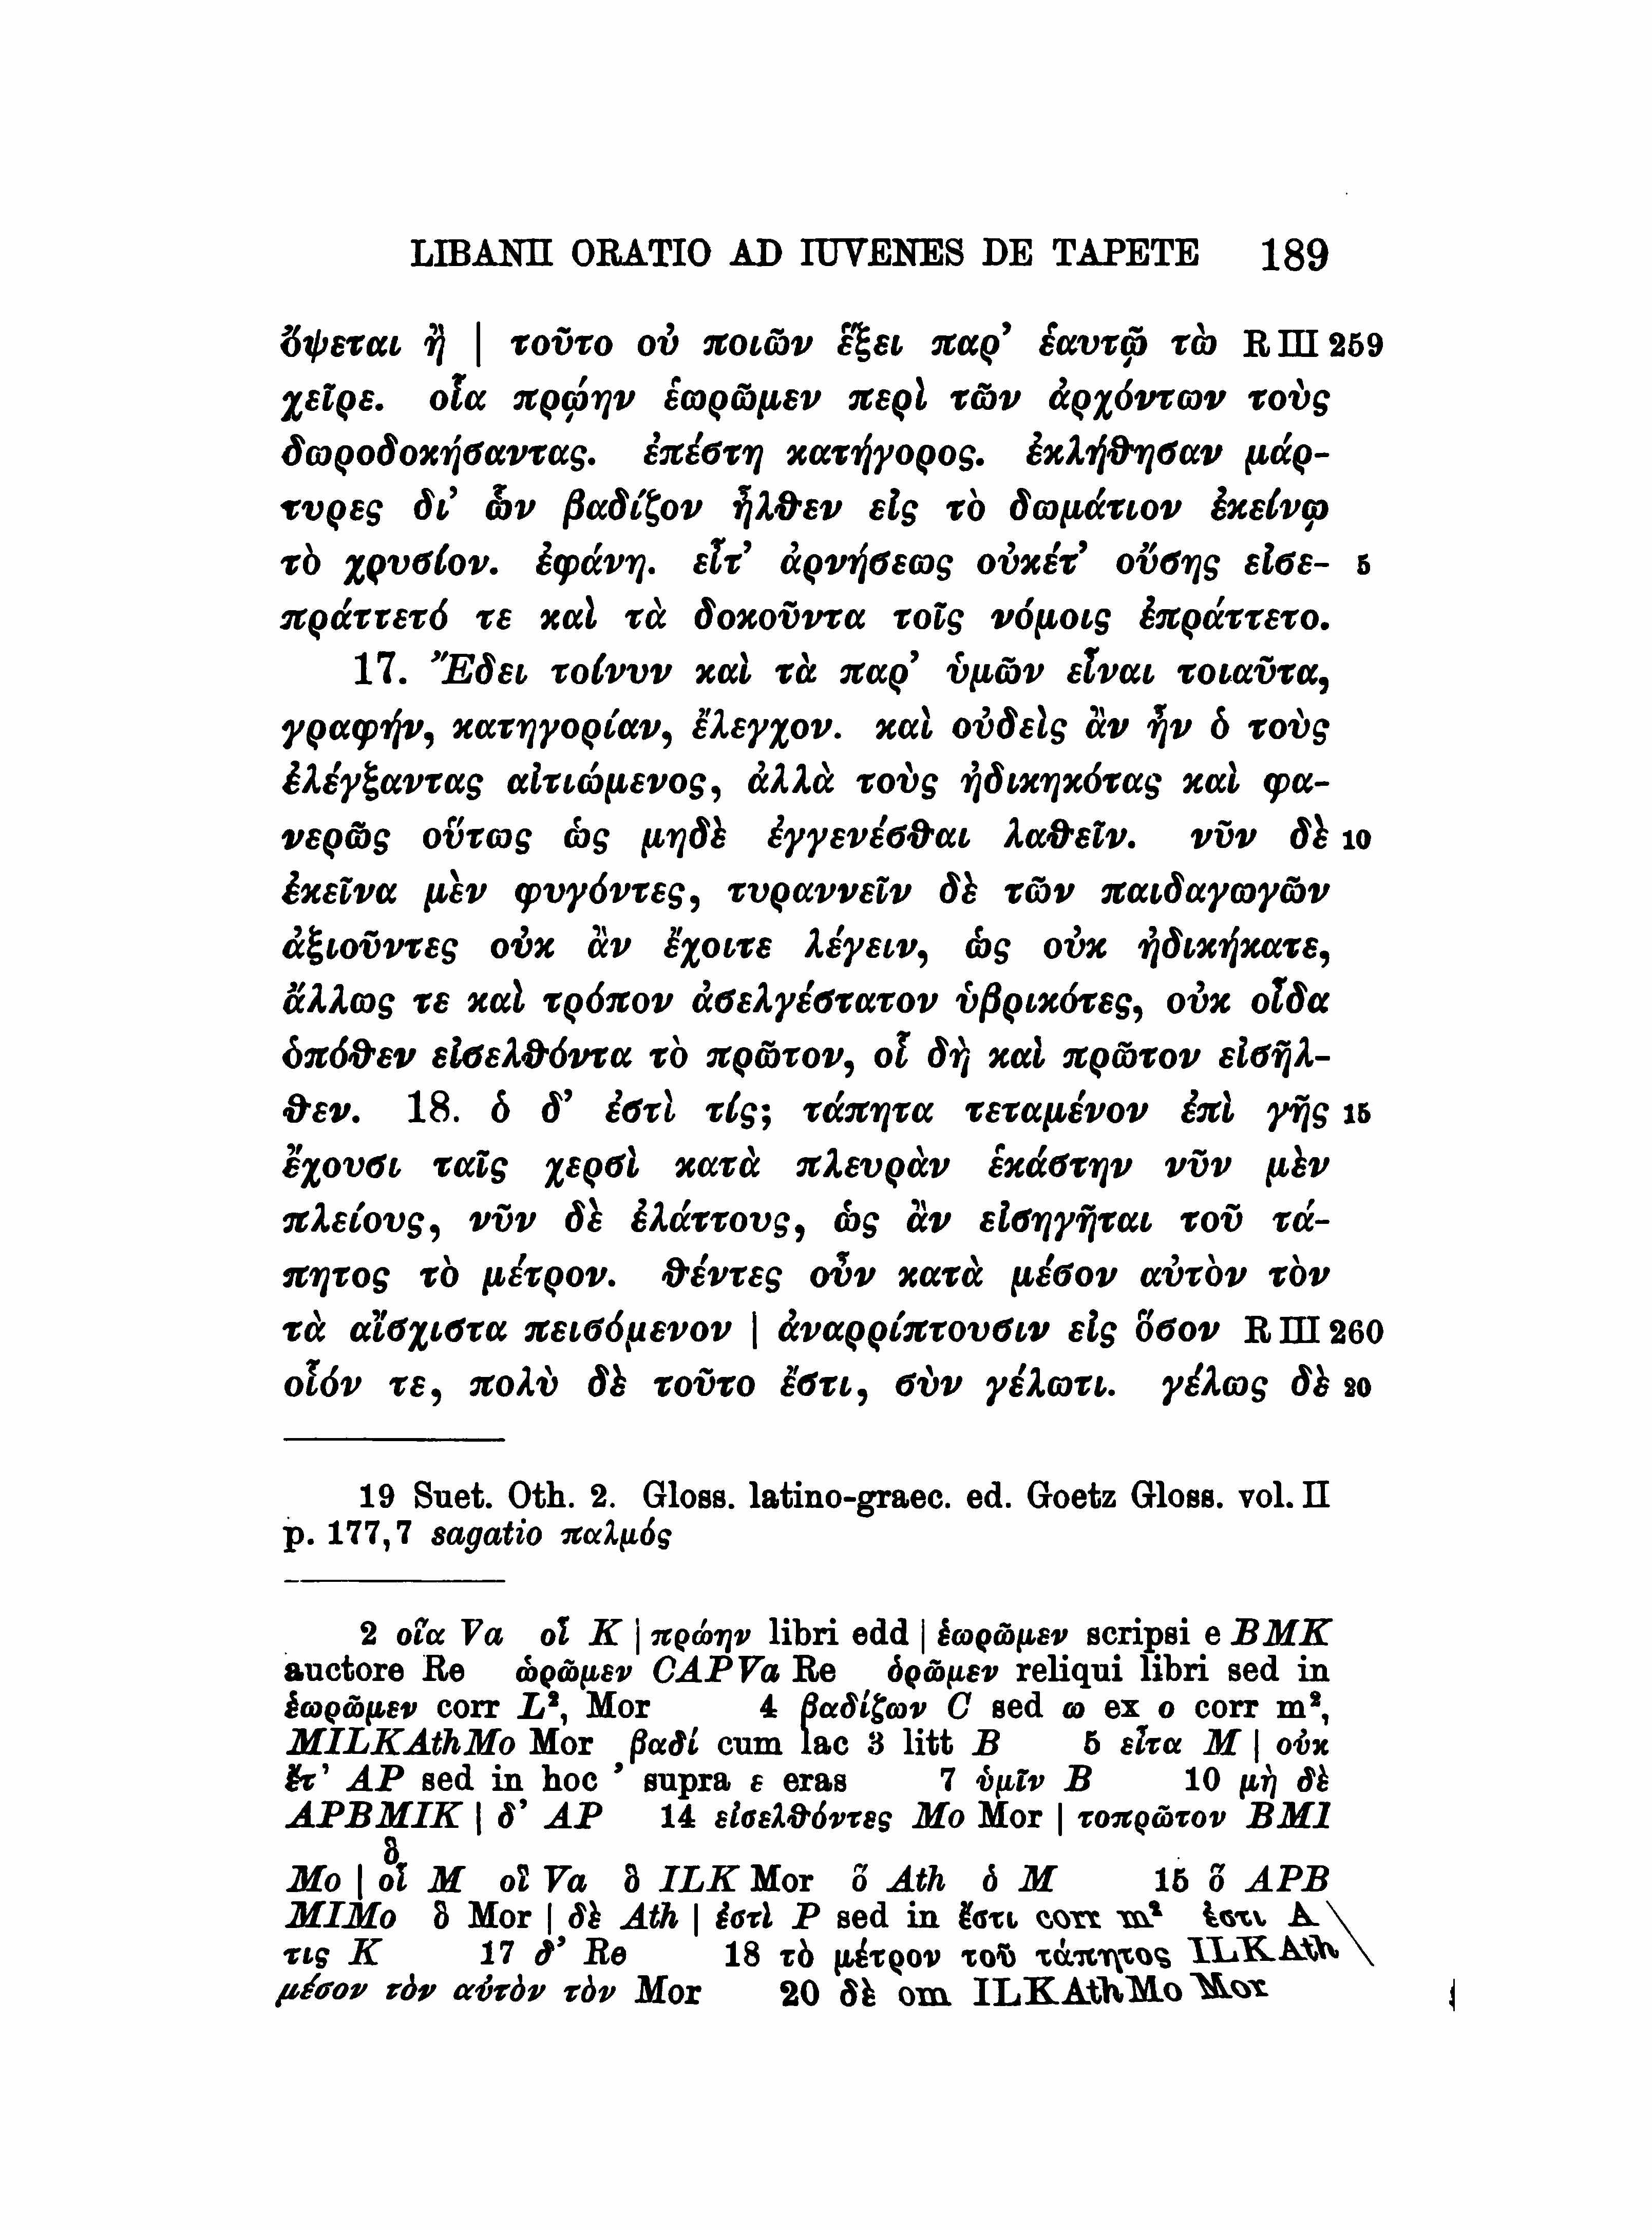 LIBANII ORATIO AD IUVENES DE TAPETE 189
ὄψεται ἢ | τοῦτο οὐ ποιῶν ἕξει παρ’ ἑαυτῷ τὼ R III 259
χεῖρε. οἷα πρῴην ἑωρῶμεν περὶ τῶν ἀρχόντων τοὺς
δωροδοκήσαντας. ἐπέστη κατήγορος. ἐκλήθησαν μάρ-
τυρες δι’ ὧν βαδίζον ἦλθεν εἰς τὸ δωμάτιον ἐκείνῳ
τὸ χρυσίον. ἐφάνη. εἶτ’ ἀρνήσεως οὐκέτ’ οὔσης εἰσε- 5
πράττετό τε καὶ τὰ δοκοῦντα τοῖς νόμοις ἐπράττετο.
17. Ἔδει τοίνυν καὶ τὰ παρ’ ὑμῶν εἶναι τοιαῦτα,
γραφήν, κατηγορίαν, ἔλεγχον. καὶ οὐδεὶς ἂν ἦν ὁ τοὺς
ἐλέγξαντας αἰτιώμενος, ἀλλὰ τοὺς ἠδικηκότας καὶ φα-
νερῶς οὕτως ὡς μηδὲ ἐγγενέσθαι λαθεῖν. νῦν δὲ 10
ἐκεῖνα μὲν φυγόντες, τυραννεῖν δὲ τῶν παιδαγωγῶν
ἀξιοῦντες οὐκ ἂν ἔχοιτε λέγειν, ὡς οὐκ ἠδικήκατε,
ἄλλως τε καὶ τρόπον ἀσελγέστατον ὑβρικότες, οὐκ οἶδα
ὁπόθεν εἰσελθόντα τὸ πρῶτον, οἷ δὴ καὶ πρῶτον εἰσῆλ-
θεν. 18. ὁ δ’ ἐστὶ τίς; τάπητα τεταμένον ἐπὶ γῆς 15
ἔχουσι ταῖς χερσὶ κατὰ πλευρὰν ἑκάστην νῦν μὲν
πλείους, νῦν δὲ ἐλάττους, ὡς ἂν εἰσηγῆται τοῦ τά-
πητος τὸ μέτρον. θέντες οὖν κατὰ μέσον αὐτὸν τὸν
τὰ αἴσχιστα πεισόμενον | ἀναρρίπτουσιν εἰς ὅσον R III 260
οἷόν τε, πολὺ δὲ τοῦτο ἔστι, σὺν γέλωτι. γέλως δὲ 20
19 Suet. Oth. 2. Gloss. latino-graec. ed. Goetz Gloss. vol. II
p. 177,7 sagatio παλμός
2 οἵα Va οἷ K | πρώην libri edd | ἑωρῶμεν scripsi e BMK
auctore Re ὡρῶμεν CAPVa Re ὁρῶμεν reliqui libri sed in
ἑωρῶμεν corr L², Mor 4 βαδίζων C sed ω ex ο corr m²,
MILKAthMo Mor βαδί cum lac 3 litt B 5 εἶτα M | οὐκ
ἔτ’ AP sed in hoc ’ supra ε eras 7 ὑμῖν B 10 μὴ δὲ
APBMIK | δ’ AP 14 εἰσελθόντες Mo Mor | τοπρῶτον BMI
ὃ
Mo | οἷ M οἳ Va ὃ ILK Mor ὅ Ath ὁ M 15 ὅ APB
MIMo ὃ Mor | δὲ Ath | ἐστὶ P sed in ἔστι corr m² ἐστι A
τις K 17 δ’ Re 18 τὸ μέτρον τοῦ τάπητος ILKAth
μέσον τὸν αὐτὸν τὸν Mor 20 δὲ om ILKAthMo Mor